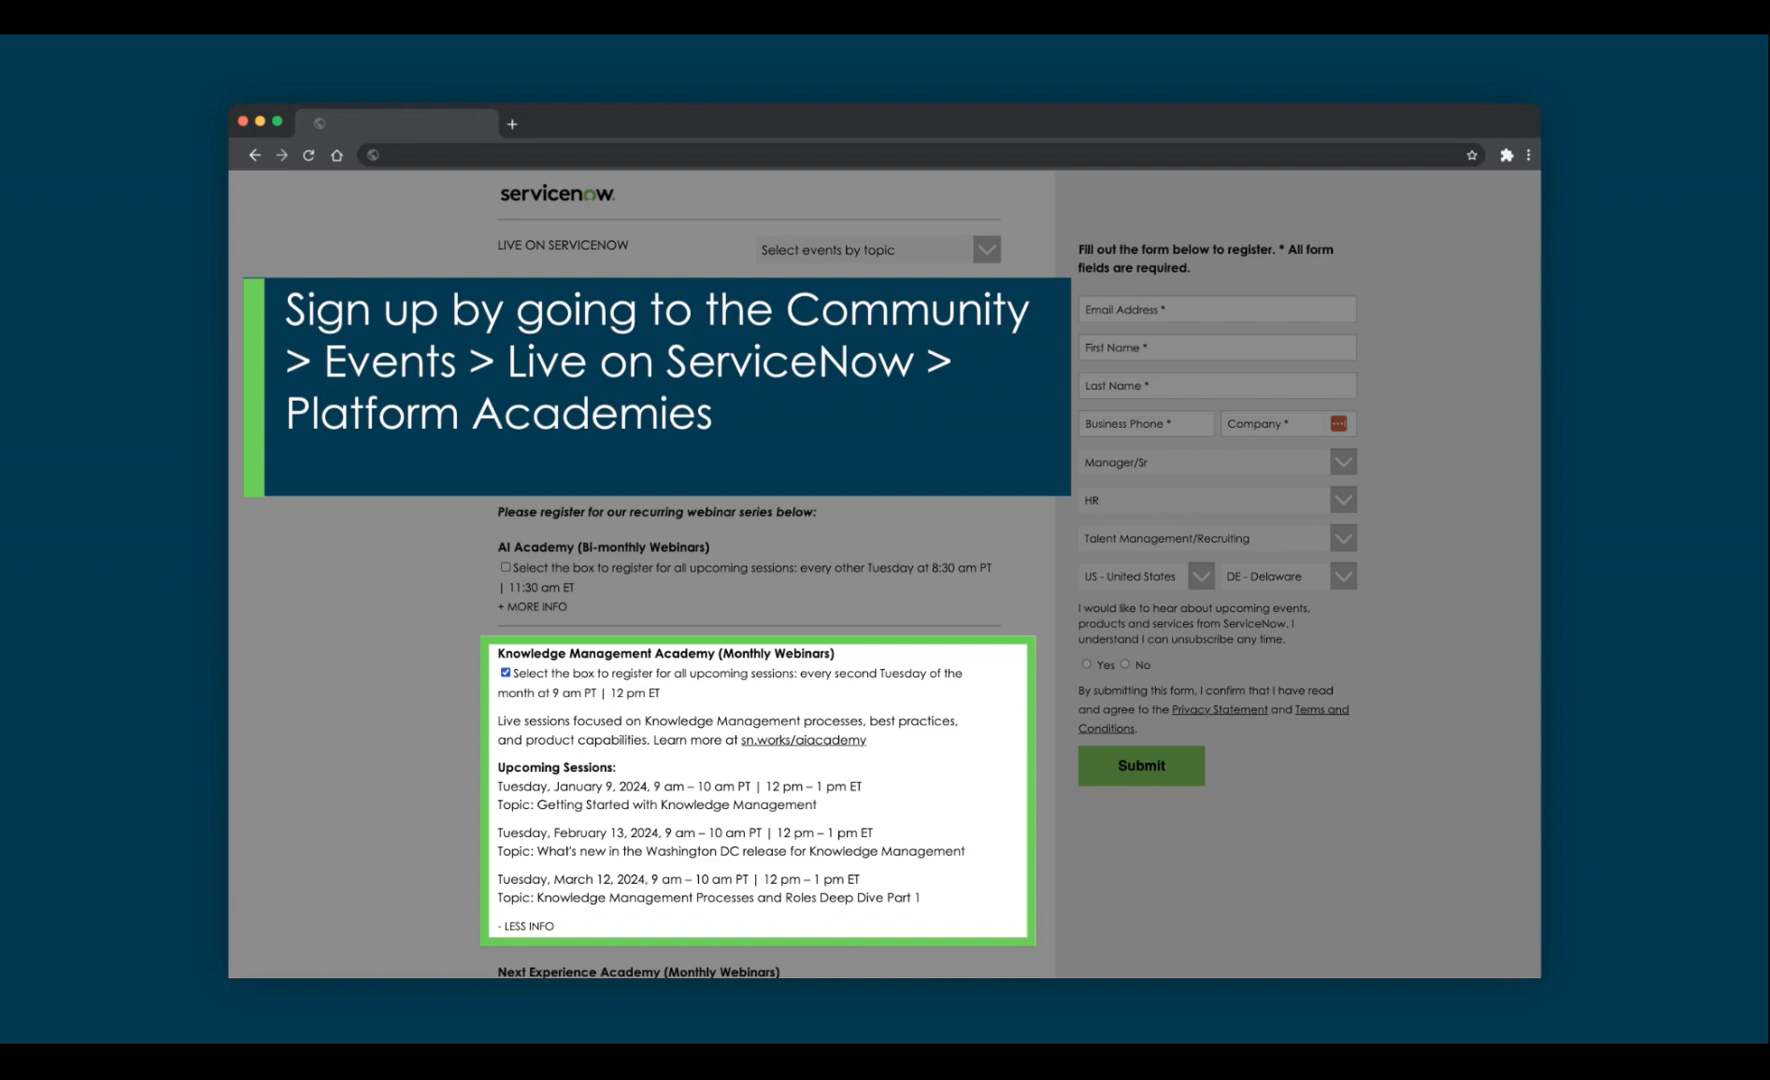 servicenow
LIVE ON SERVICENOW
Select events by topic
Sign up by going to the Community
> Events > Live on ServiceNow >
Platform Academies
Please register for our recurring webinar series below:
AI Academy (Bi-monthly Webinars)
Select the box to register for all upcoming sessions: every other Tuesday at 8:30 am PT
| 11:30 am ET
+ MORE INFO
Knowledge Management Academy (Monthly Webinars)
Select the box to register for all upcoming sessions: every second Tuesday of the
month at 9 am PT | 12 pm ET
Live sessions focused on Knowledge Management processes, best practices,
and product capabilities. Learn more at sn.works/aiacademy
Upcoming Sessions:
Tuesday, January 9, 2024, 9 am – 10 am PT | 12 pm – 1 pm ET
Topic: Getting Started with Knowledge Management
Tuesday, February 13, 2024, 9 am – 10 am PT | 12 pm – 1 pm ET
Topic: What's new in the Washington DC release for Knowledge Management
Tuesday, March 12, 2024, 9 am – 10 am PT | 12 pm – 1 pm ET
Topic: Knowledge Management Processes and Roles Deep Dive Part 1
- LESS INFO
Next Experience Academy (Monthly Webinars)
Fill out the form below to register. * All form
fields are required.
Email Address *
First Name *
Last Name *
Business Phone * Company *
Manager/Sr
HR
Talent Management/Recruiting
US - United States DE - Delaware
I would like to hear about upcoming events,
products and services from ServiceNow. I
understand I can unsubscribe any time.
Yes No
By submitting this form, I confirm that I have read
and agree to the Privacy Statement and Terms and
Conditions.
Submit